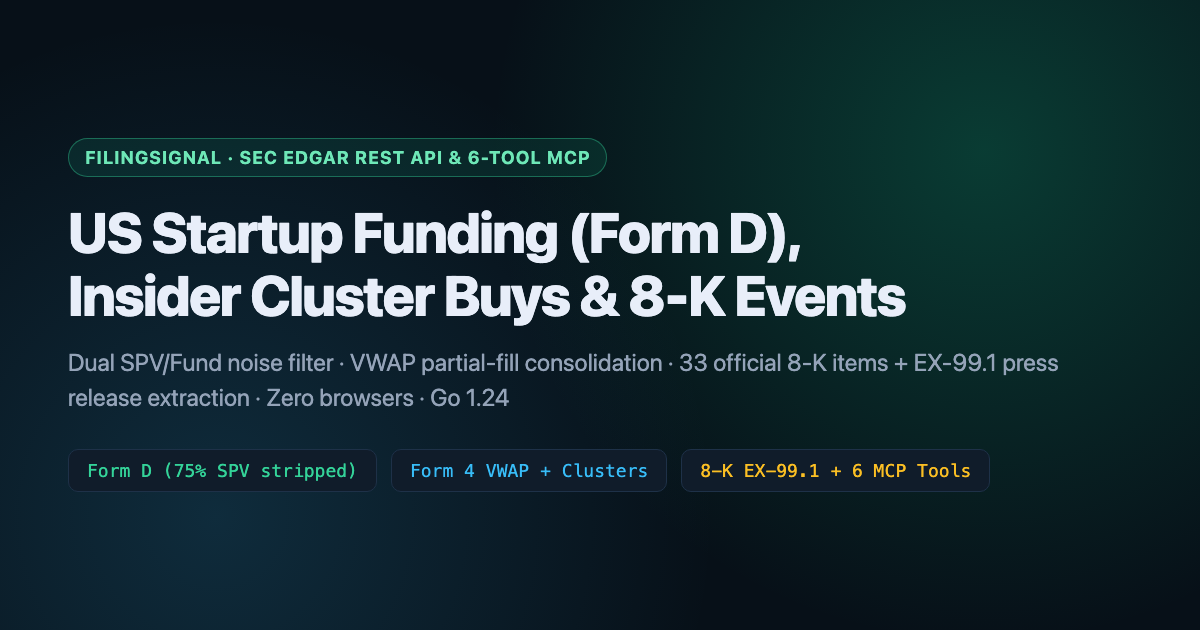 FILINGSIGNAL · SEC EDGAR REST API & 6-TOOL MCP
US Startup Funding (Form D),
Insider Cluster Buys & 8-K Events
Dual SPV/Fund noise filter · VWAP partial-fill consolidation · 33 official 8-K items + EX-99.1 press
release extraction · Zero browsers · Go 1.24
Form D (75% SPV stripped)
Form 4 VWAP + Clusters
8-K EX-99.1 + 6 MCP Tools